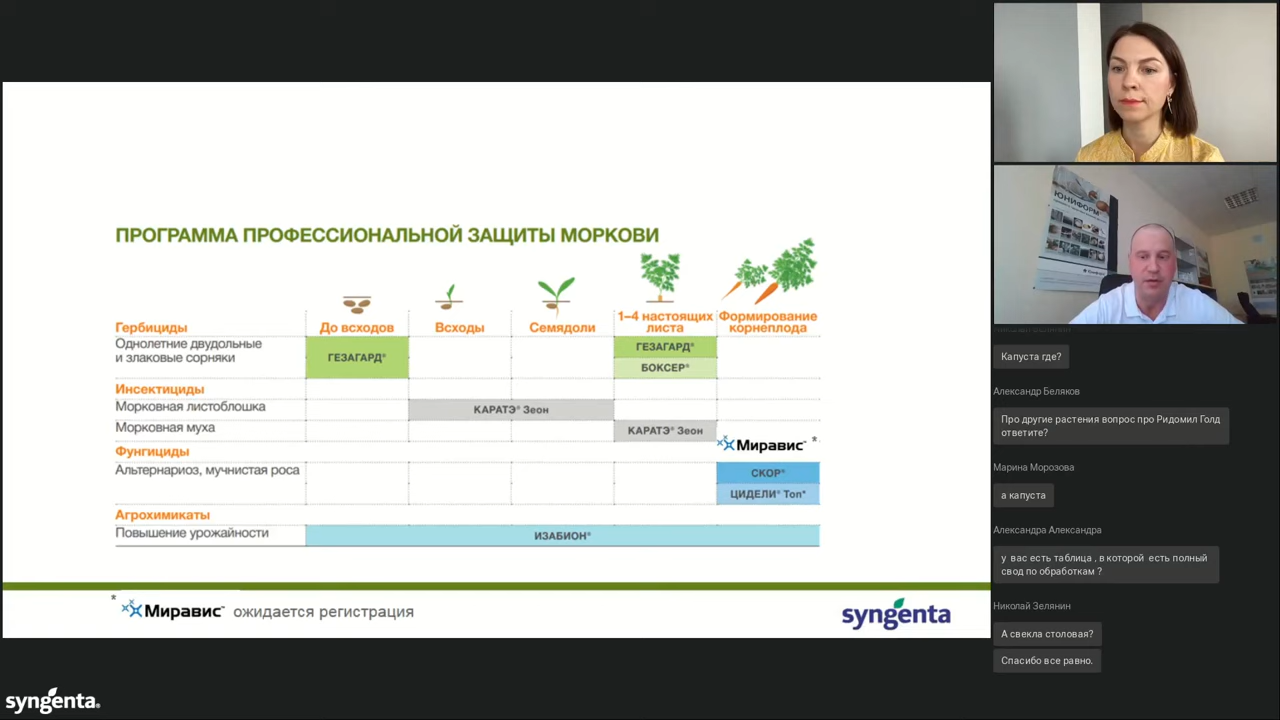 ПРОГРАММА ПРОФЕССИОНАЛЬНОЙ ЗАЩИТЫ МОРКОВИ
Гербициды
До всходов
Всходы
Семядоли
1–4 настоящих
листа
Формирование
корнеплода
Однолетние двудольные
и злаковые сорняки
ГЕЗАГАРД®
ГЕЗАГАРД®
БОКСЕР®
Инсектициды
Морковная листоблошка
КАРАТЭ® Зеон
Морковная муха
КАРАТЭ® Зеон
Миравис™ *
Фунгициды
Альтернариоз, мучнистая роса
СКОР®
ЦИДЕЛИ® Топ*
Агрохимикаты
Повышение урожайности
ИЗАБИОН®
* Миравис™ ожидается регистрация
syngenta
syngenta®
ЮНИФОРМ
Капуста где?
Александр Беляков
Про другие растения вопрос про Ридомил Голд
ответите?
Марина Морозова
а капуста
Александра Александра
у вас есть таблица , в которой есть полный
свод по обработкам ?
Николай Зелянин
А свекла столовая?
Спасибо все равно.